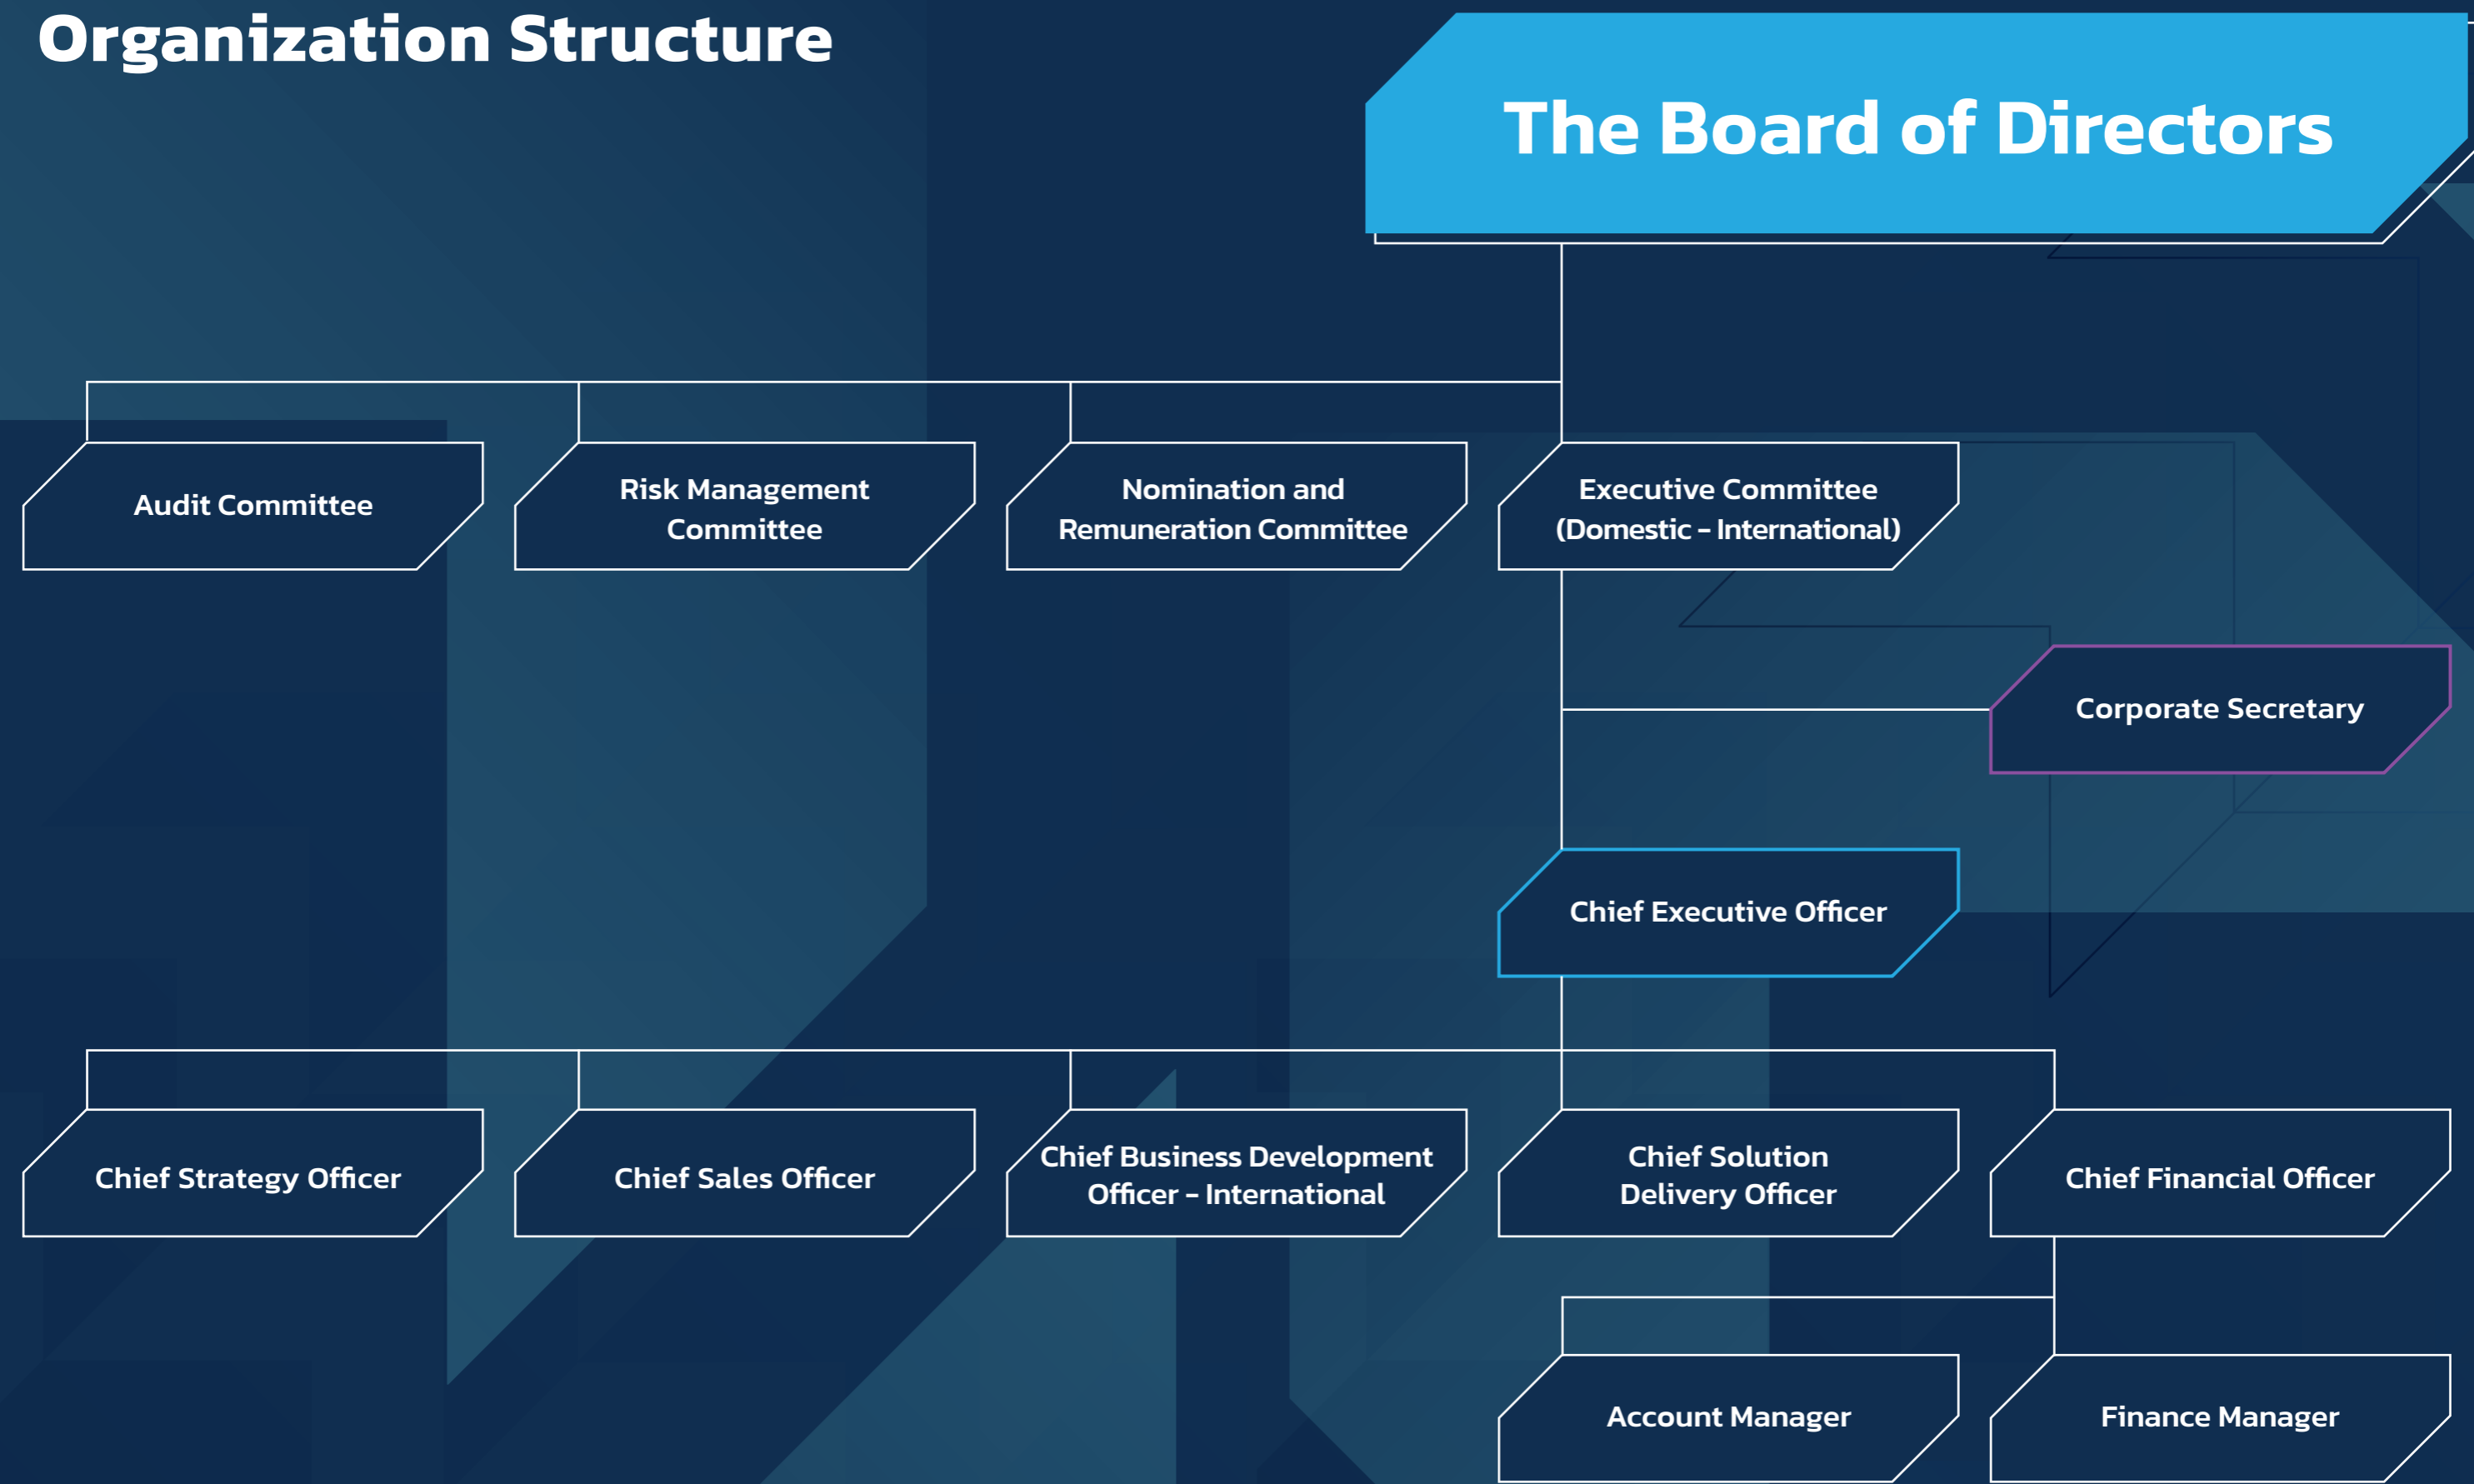 Organization Structure
The Board of Directors
Audit Committee
Risk Management
Committee
Nomination and
Remuneration Committee
Executive Committee
(Domestic - International)
Corporate Secretary
Chief Executive Officer
Chief Strategy Officer
Chief Sales Officer
Chief Business Development
Officer - International
Chief Solution
Delivery Officer
Chief Financial Officer
Account Manager
Finance Manager